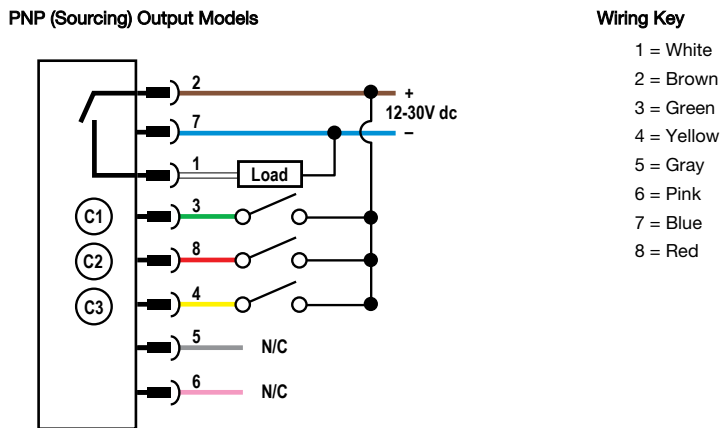 PNP (Sourcing) Output Models
2
+
12-30V dc
7
–
1
Load
C1
3
C2
8
C3
4
5
N/C
6
N/C
Wiring Key
1 = White
2 = Brown
3 = Green
4 = Yellow
5 = Gray
6 = Pink
7 = Blue
8 = Red